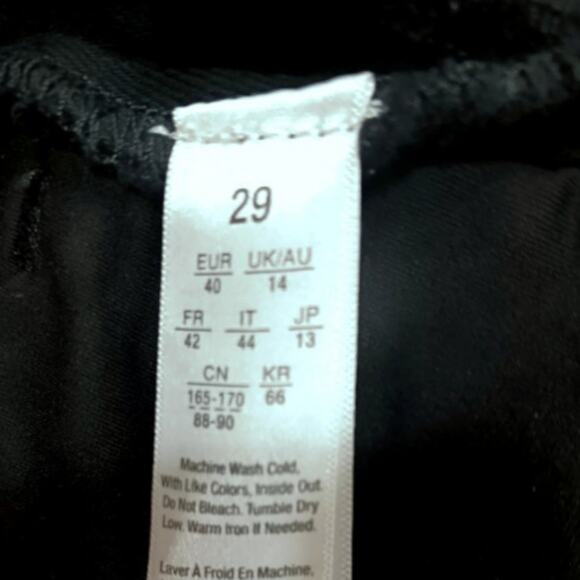 29
EUR UK/AU
40 14
FR IT JP
42 44 13
CN KR
165-170 66
88-90
Machine Wash Cold,
With Like Colors, Inside Out.
Do Not Bleach. Tumble Dry
Low. Warm Iron If Needed.
Laver À Froid En Machine,